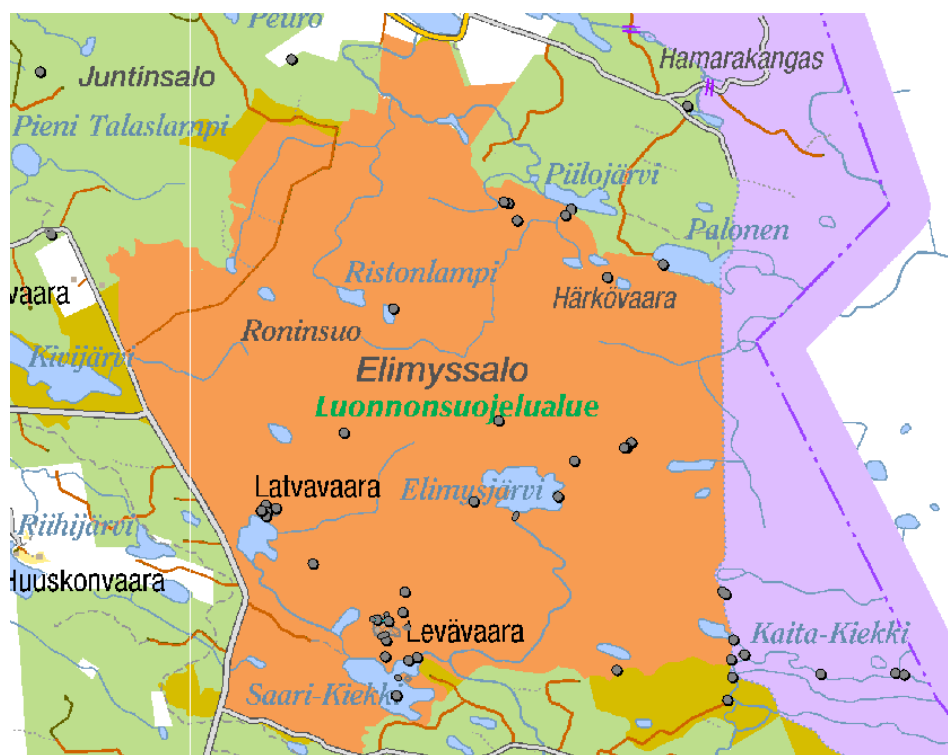 Peuro
Hamarakangas
Juntinsalo
Pieni Talaslampi
Piilojärvi
Palonen
Ristonlampi
vaara
Härkövaara
Roninsuo
Kivijärvi
Elimyssalo
Luonnonsuojelualue
Latvavaara
Elimusjärvi
Riihijärvi
Huuskonvaara
Levävaara
Kaita-Kiekki
Saari-Kiekki